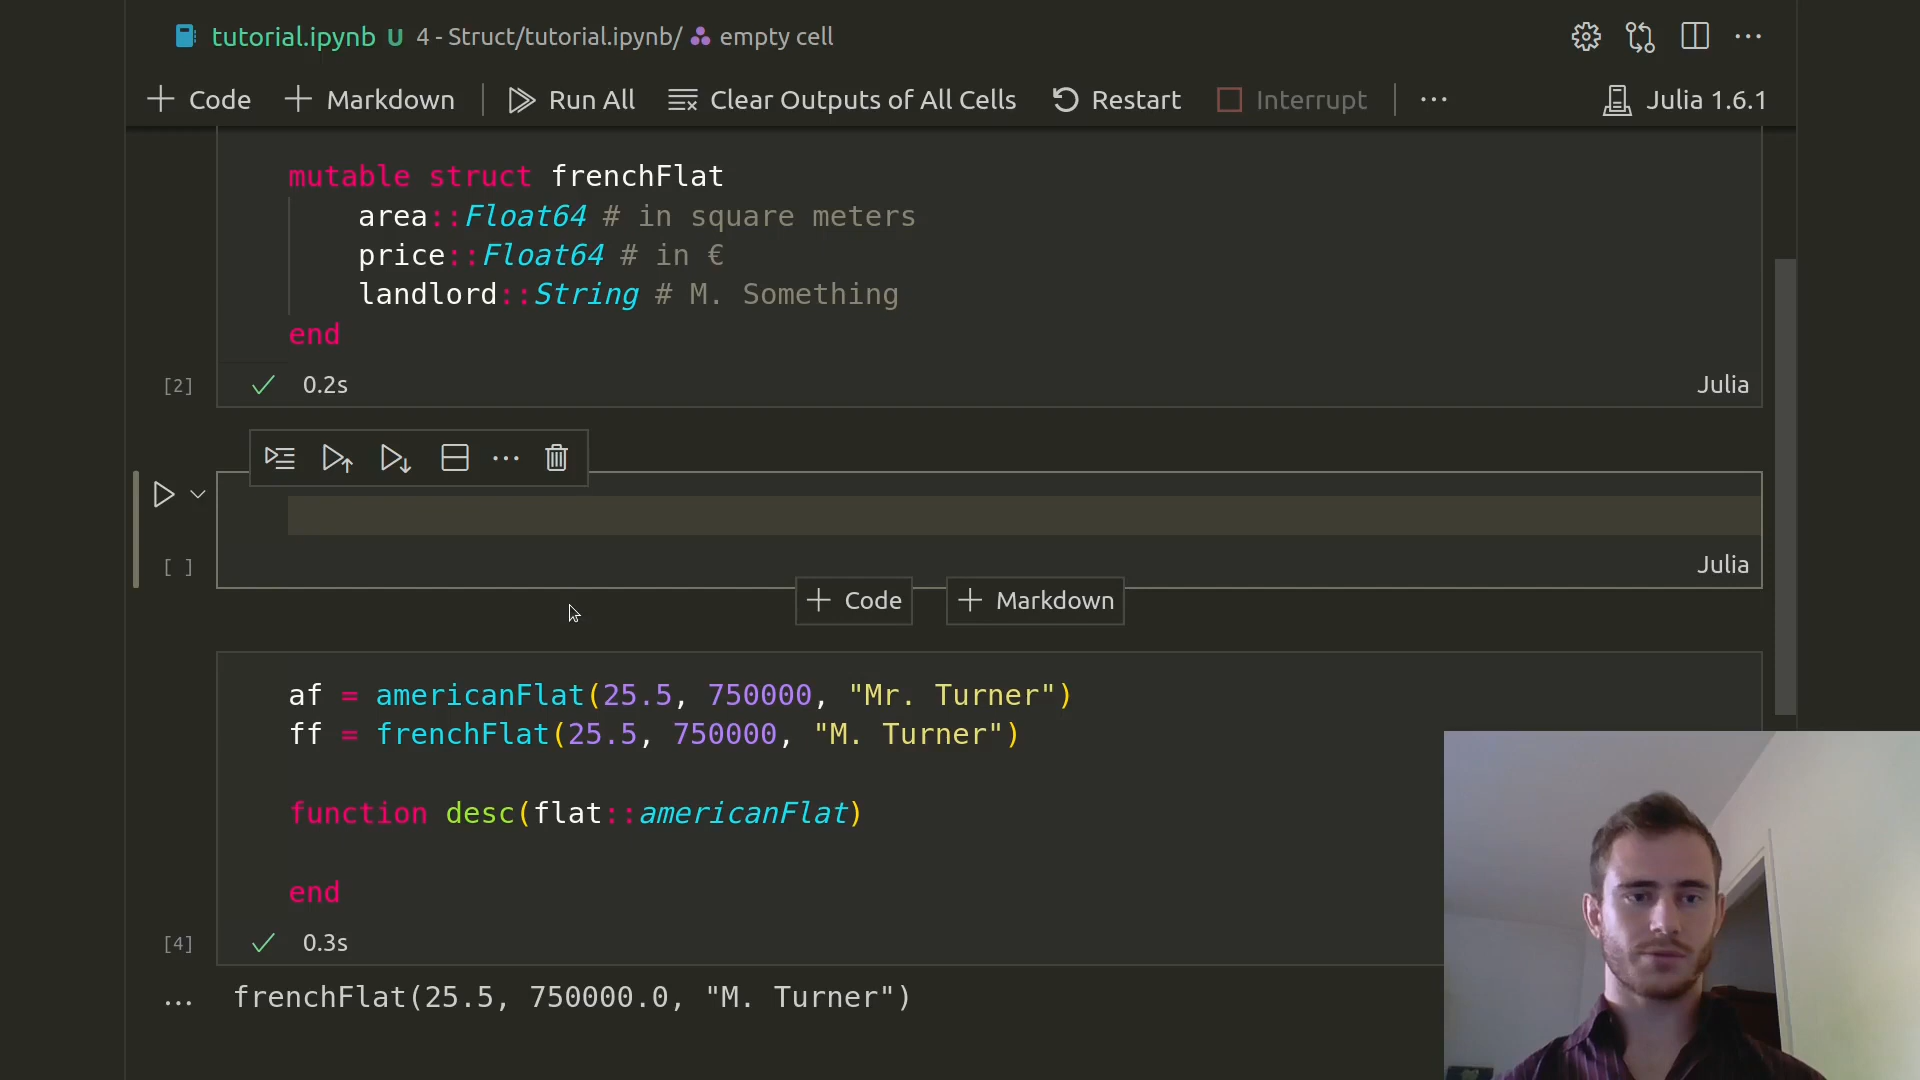 tutorial.ipynb U 4 - Struct/tutorial.ipynb/ empty cell
Code Markdown Run All Clear Outputs of All Cells Restart Interrupt ... Julia 1.6.1
mutable struct frenchFlat
area::Float64 # in square meters
price::Float64 # in €
landlord::String # M. Something
end
[2] 0.2s Julia
[ ] Julia
Code Markdown
af = americanFlat(25.5, 750000, "Mr. Turner")
ff = frenchFlat(25.5, 750000, "M. Turner")
function desc(flat::americanFlat)
end
[4] 0.3s
... frenchFlat(25.5, 750000.0, "M. Turner")